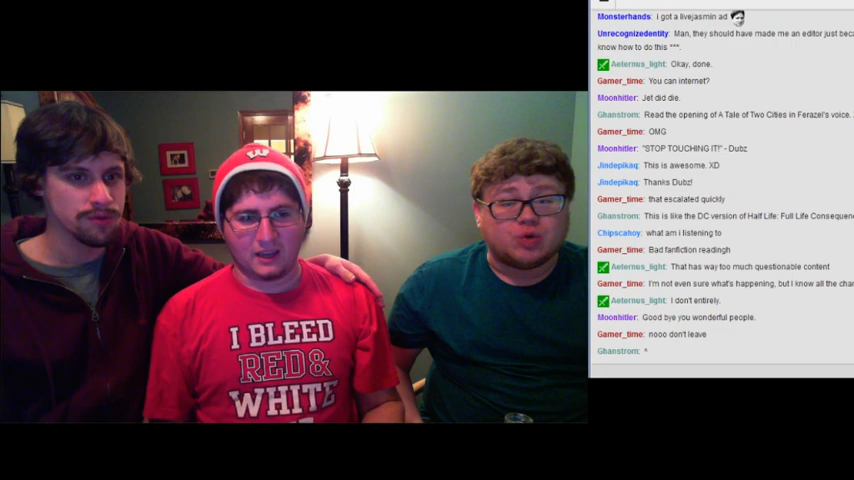 W
I BLEED
RED &
WHITE
Monsterhands: i got a livejasmin ad
Unrecognizedentity: Man, they should have made me an editor just beca
know how to do this ***.
Aeternus_light: Okay, done.
Gamer_time: You can internet?
Moonhitler: Jet did die.
Ghanstrom: Read the opening of A Tale of Two Cities in Ferazel's voice.
Gamer_time: OMG
Moonhitler: "STOP TOUCHING IT!" - Dubz
Jindepikaq: This is awesome. XD
Jindepikaq: Thanks Dubz!
Gamer_time: that escalated quickly
Ghanstrom: This is like the DC version of Half Life: Full Life Consequenc
Chipscahoy: what am i listening to
Gamer_time: Bad fanfiction readingh
Aeternus_light: That has way too much questionable content
Gamer_time: I'm not even sure what's happening, but I know all the char
Aeternus_light: I don't entirely.
Moonhitler: Good bye you wonderful people.
Gamer_time: nooo don't leave
Ghanstrom: ^